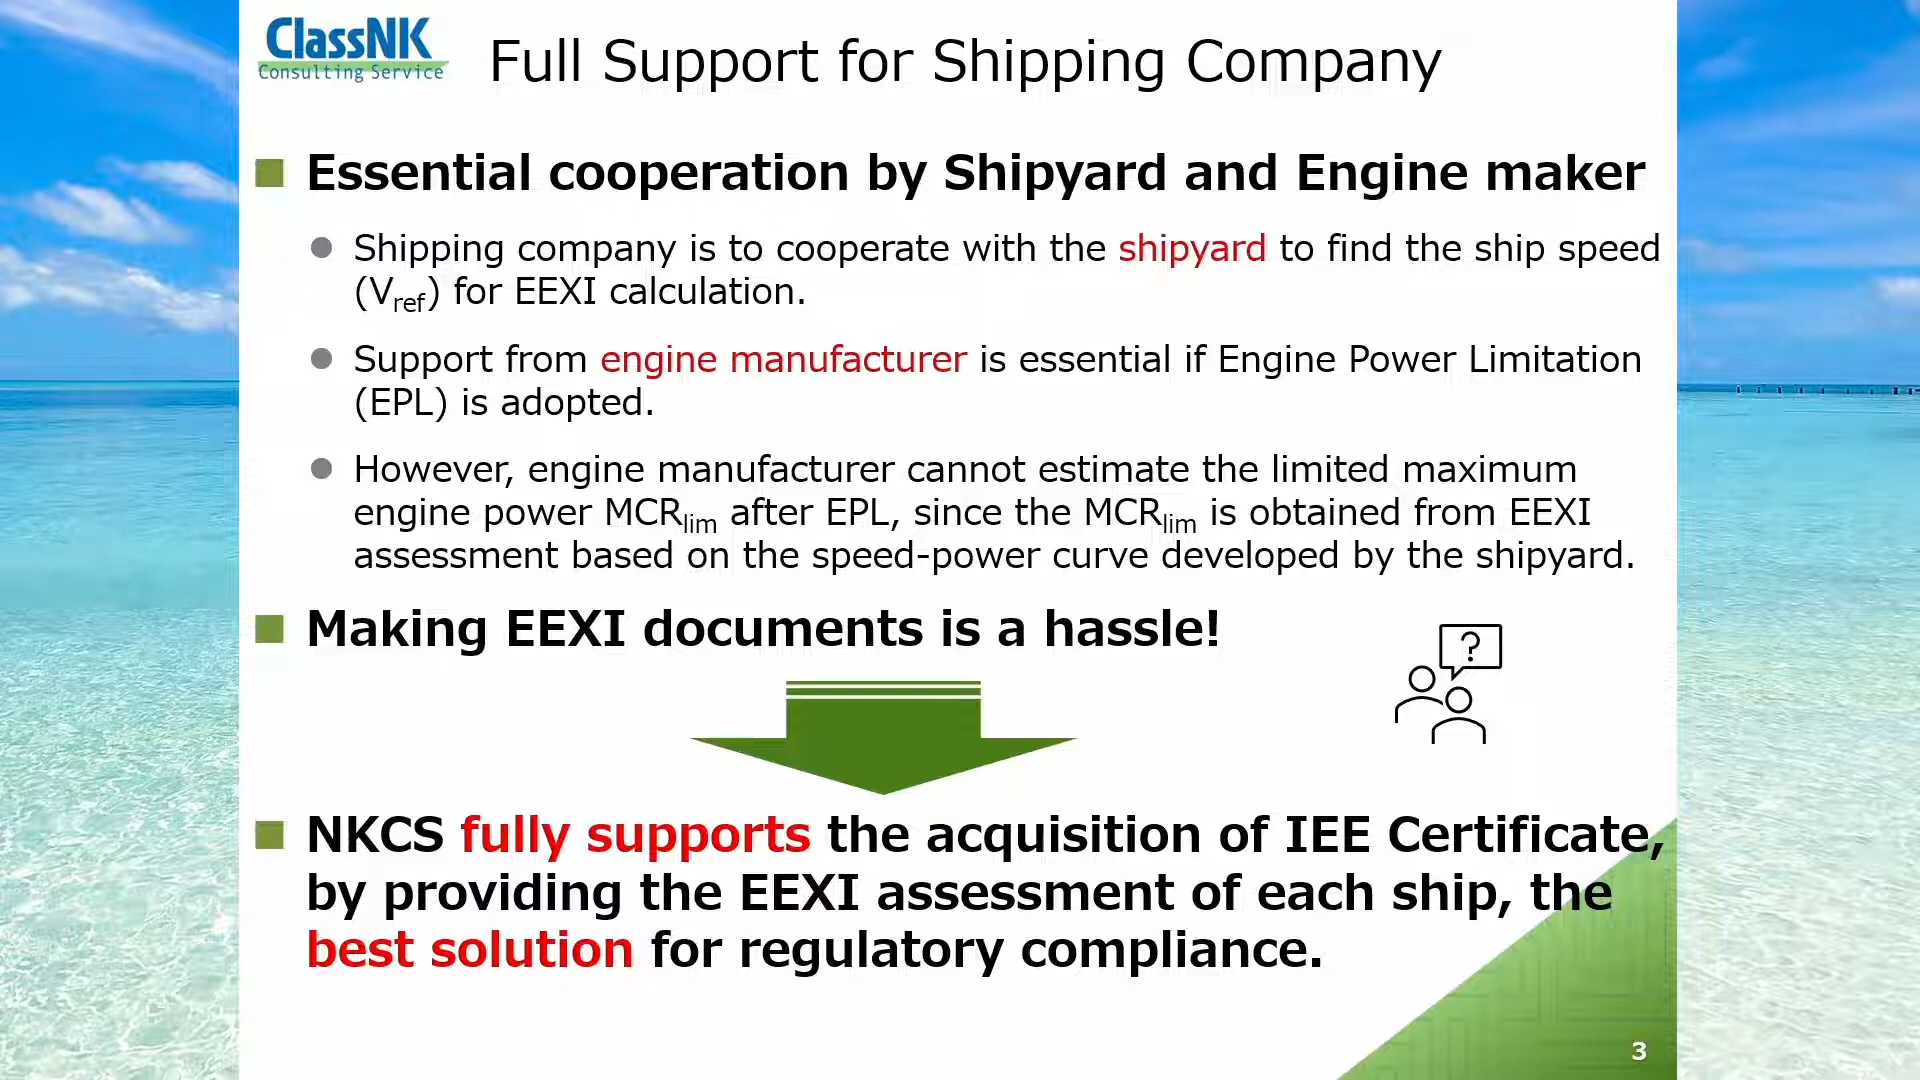 ClassNK
Consulting Service
Full Support for Shipping Company
Essential cooperation by Shipyard and Engine maker
Shipping company is to cooperate with the shipyard to find the ship speed
(Vref) for EEXI calculation.
Support from engine manufacturer is essential if Engine Power Limitation
(EPL) is adopted.
However, engine manufacturer cannot estimate the limited maximum
engine power MCRlim after EPL, since the MCRlim is obtained from EEXI
assessment based on the speed-power curve developed by the shipyard.
Making EEXI documents is a hassle!
?
NKCS fully supports the acquisition of IEE Certificate,
by providing the EEXI assessment of each ship, the
best solution for regulatory compliance.
3